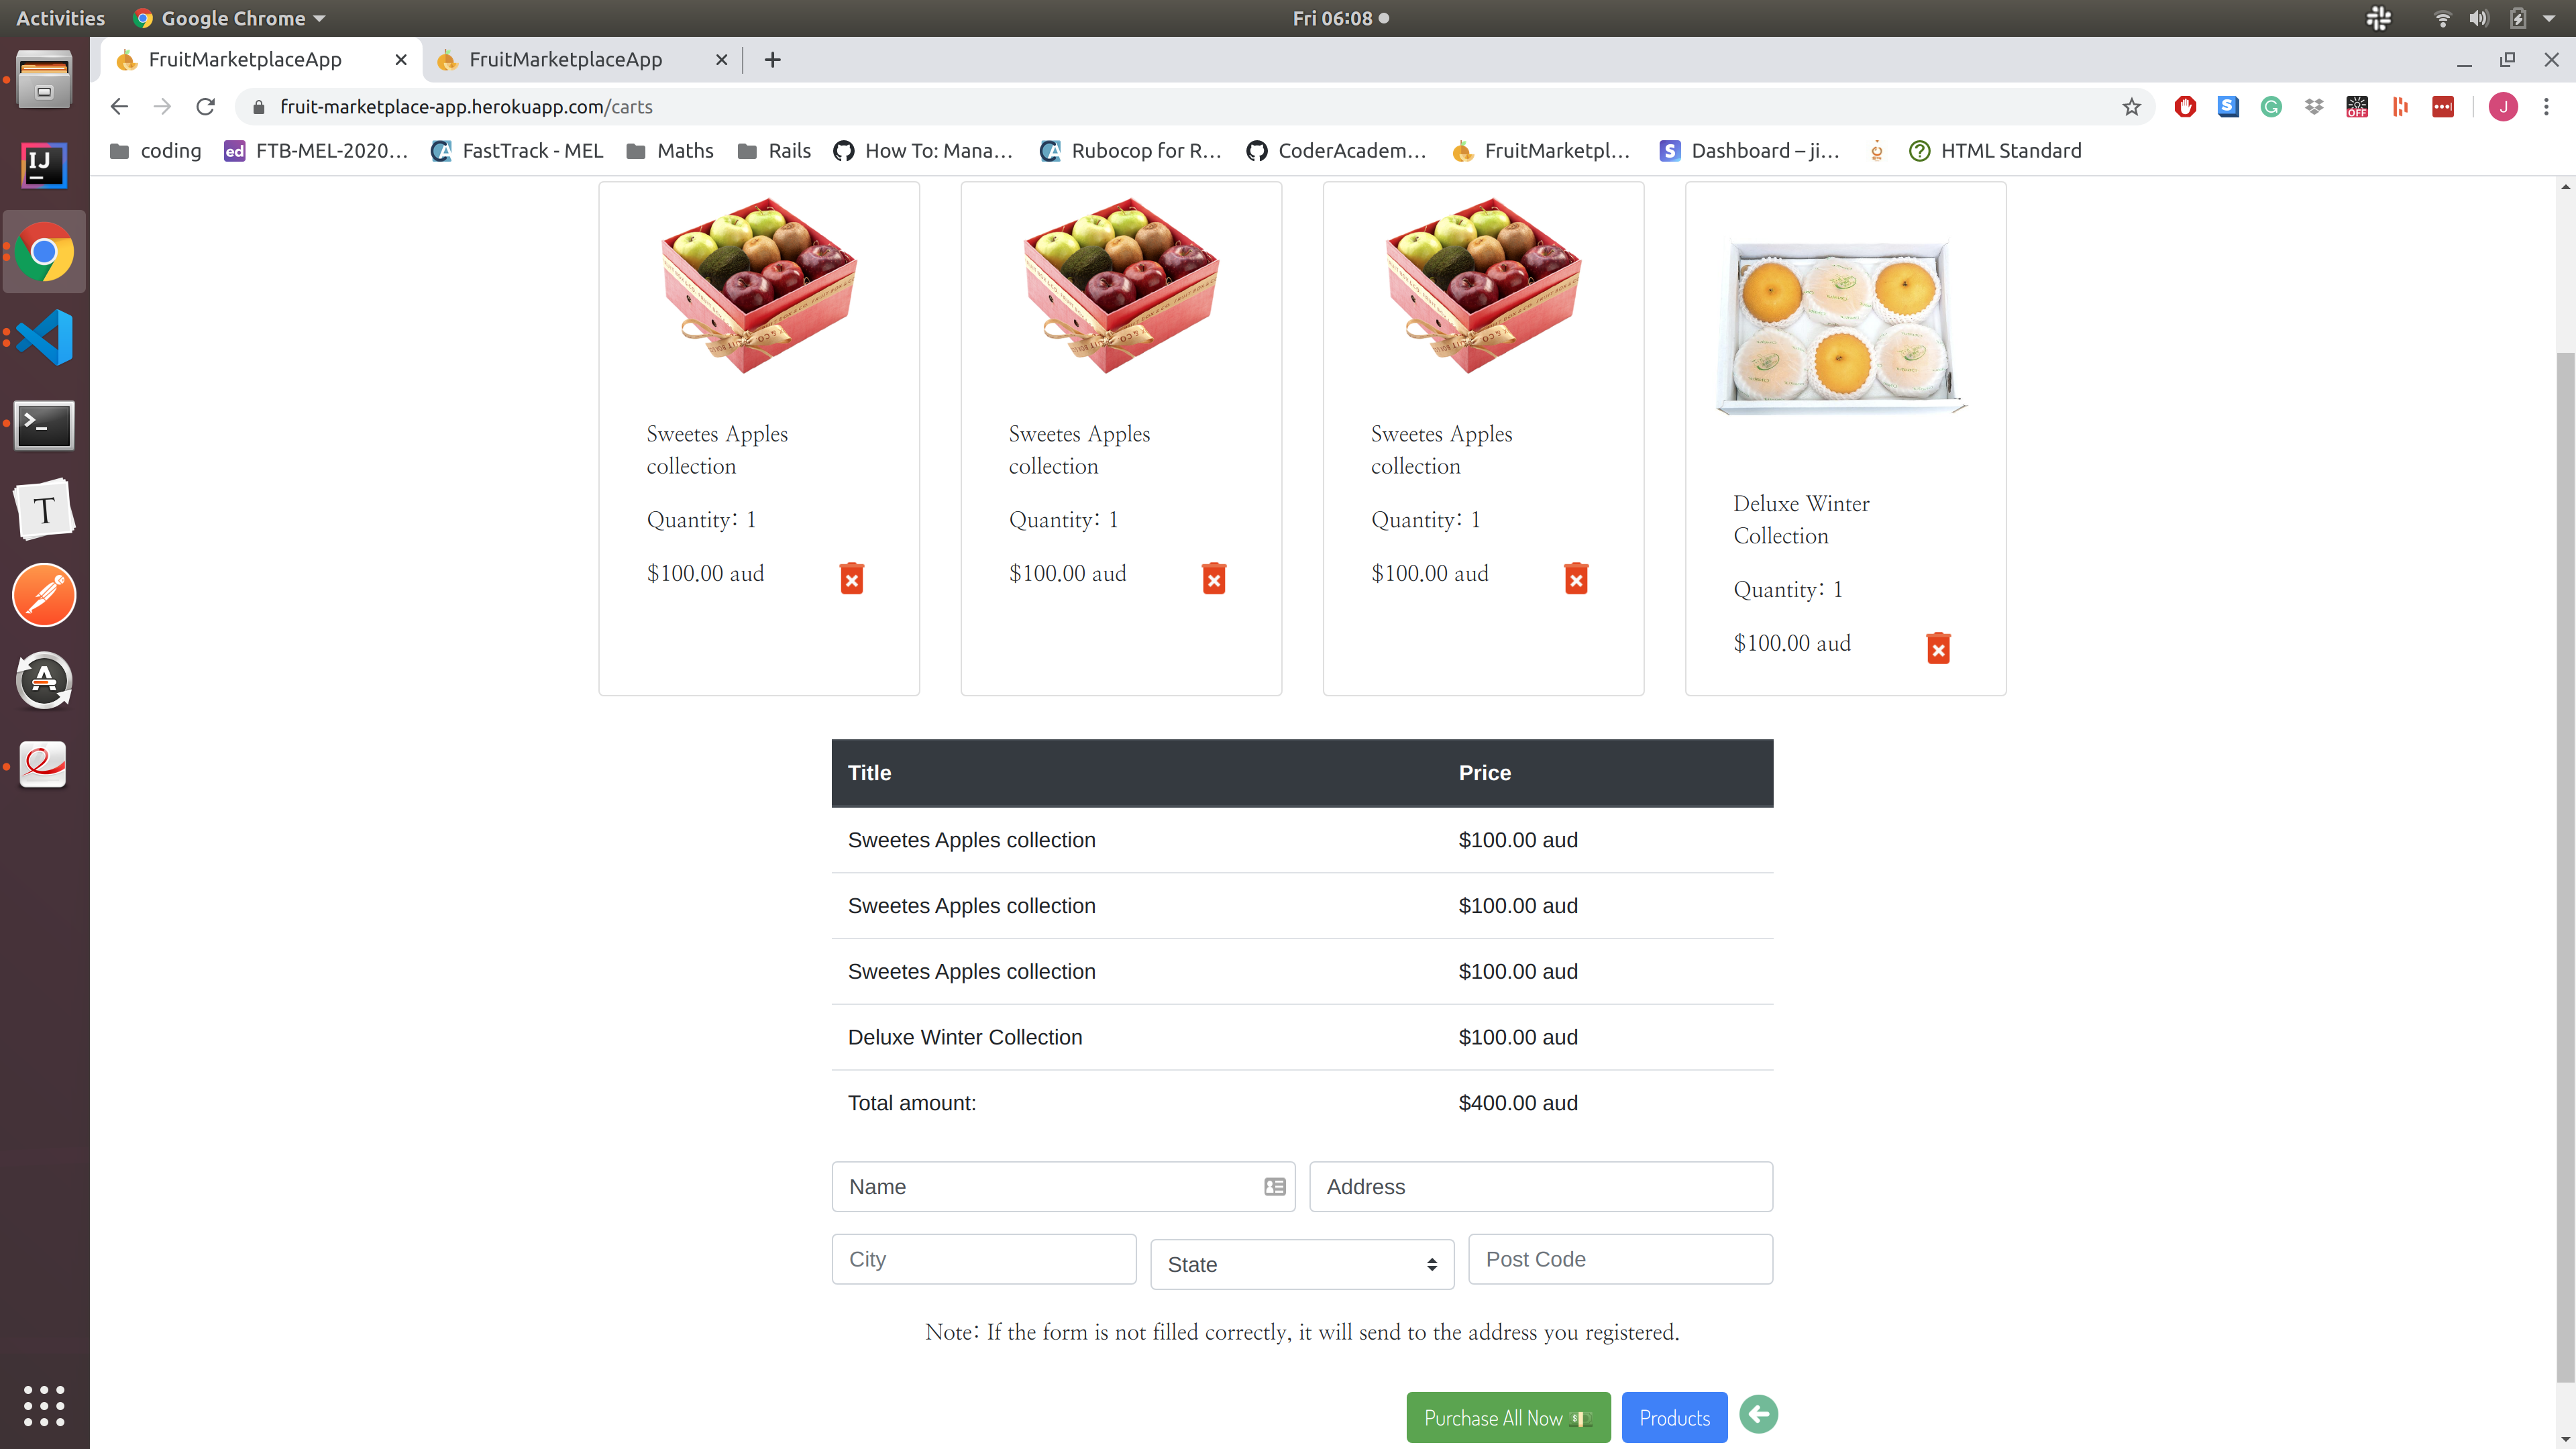 Activities
Google Chrome
Fri 06:08
FruitMarketplaceApp
FruitMarketplaceApp
fruit-marketplace-app.herokuapp.com/carts
S
G
OFF
J
coding
ed FTB-MEL-2020...
FastTrack - MEL
Maths
Rails
How To: Mana...
Rubocop for R...
CoderAcadem...
FruitMarketpl...
S Dashboard – ji...
HTML Standard
IJ
T
A
Sweetes Apples
collection
Quantity: 1
$100.00 aud
Sweetes Apples
collection
Quantity: 1
$100.00 aud
Sweetes Apples
collection
Quantity: 1
$100.00 aud
Deluxe Winter
Collection
Quantity: 1
$100.00 aud
Title Price
Sweetes Apples collection $100.00 aud
Sweetes Apples collection $100.00 aud
Sweetes Apples collection $100.00 aud
Deluxe Winter Collection $100.00 aud
Total amount: $400.00 aud
Name Address
City State Post Code
Note: If the form is not filled correctly, it will send to the address you registered.
Purchase All Now Products